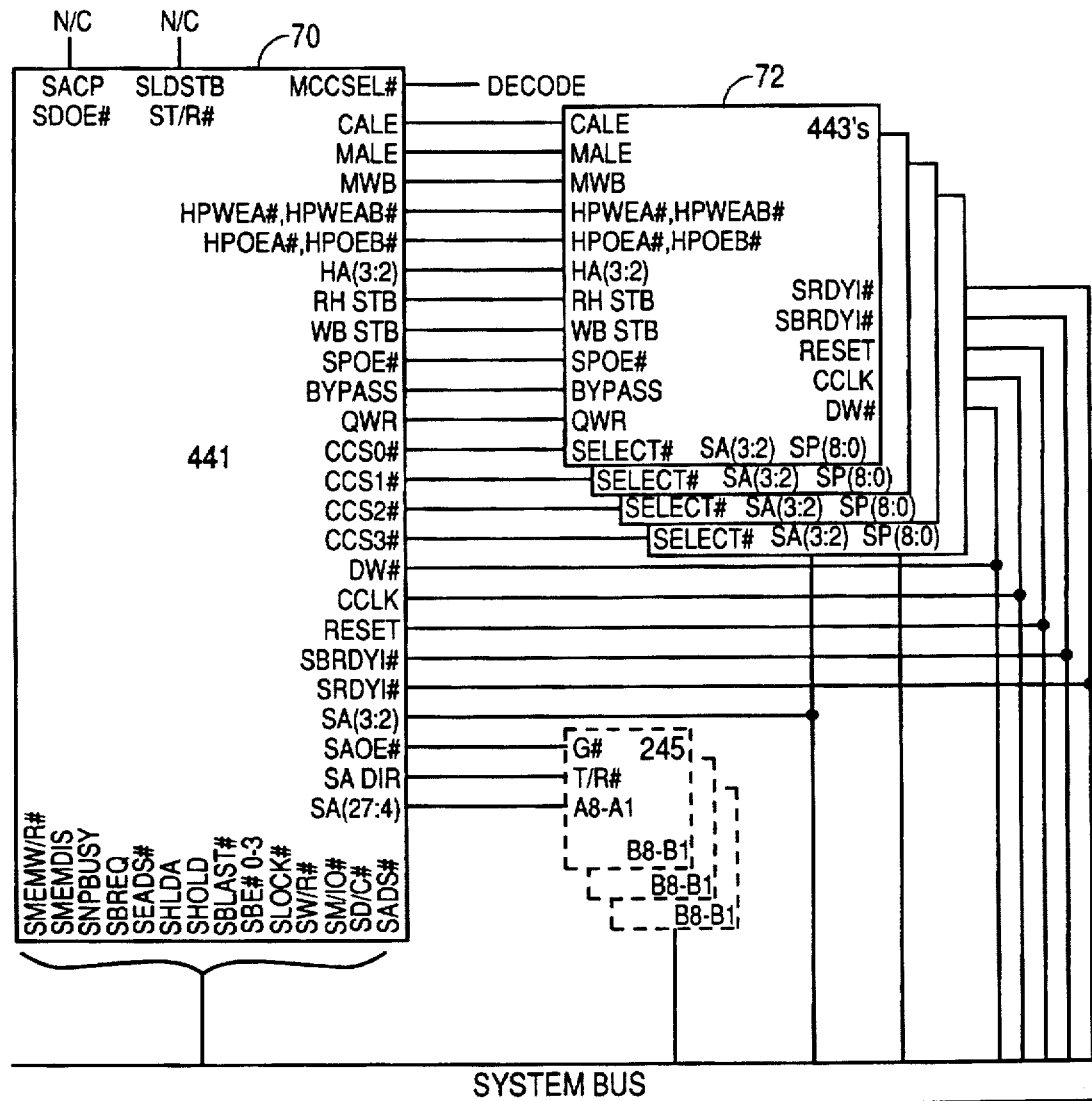 N/C N/C
70
SACP SLDSTB MCCSEL# DECODE
SDOE# ST/R#
72
CALE CALE 443's
MALE MALE
MWB MWB
HPWEA#,HPWEAB# HPWEA#,HPWEAB#
HPOEA#,HPOEB# HPOEA#,HPOEB#
HA(3:2) HA(3:2)
RH STB RH STB SRDYI#
WB STB WB STB SBRDYI#
SPOE# SPOE# RESET
BYPASS BYPASS CCLK
QWR QWR DW#
441
CCS0# SELECT# SA(3:2) SP(8:0)
CCS1# SELECT# SA(3:2) SP(8:0)
CCS2# SELECT# SA(3:2) SP(8:0)
CCS3# SELECT# SA(3:2) SP(8:0)
DW#
CCLK
RESET
SBRDYI#
SRDYI#
SA(3:2)
SAOE# G# 245
SA DIR T/R#
SA(27:4) A8-A1
B8-B1
B8-B1
B8-B1
SMEMW/R#
SMEMDIS
SNPBUSY
SBREQ
SEADS#
SHLDA
SHOLD
SBLAST#
SBE# 0-3
SLOCK#
SW/R#
SM/IO#
SD/C#
SADS#
SYSTEM BUS